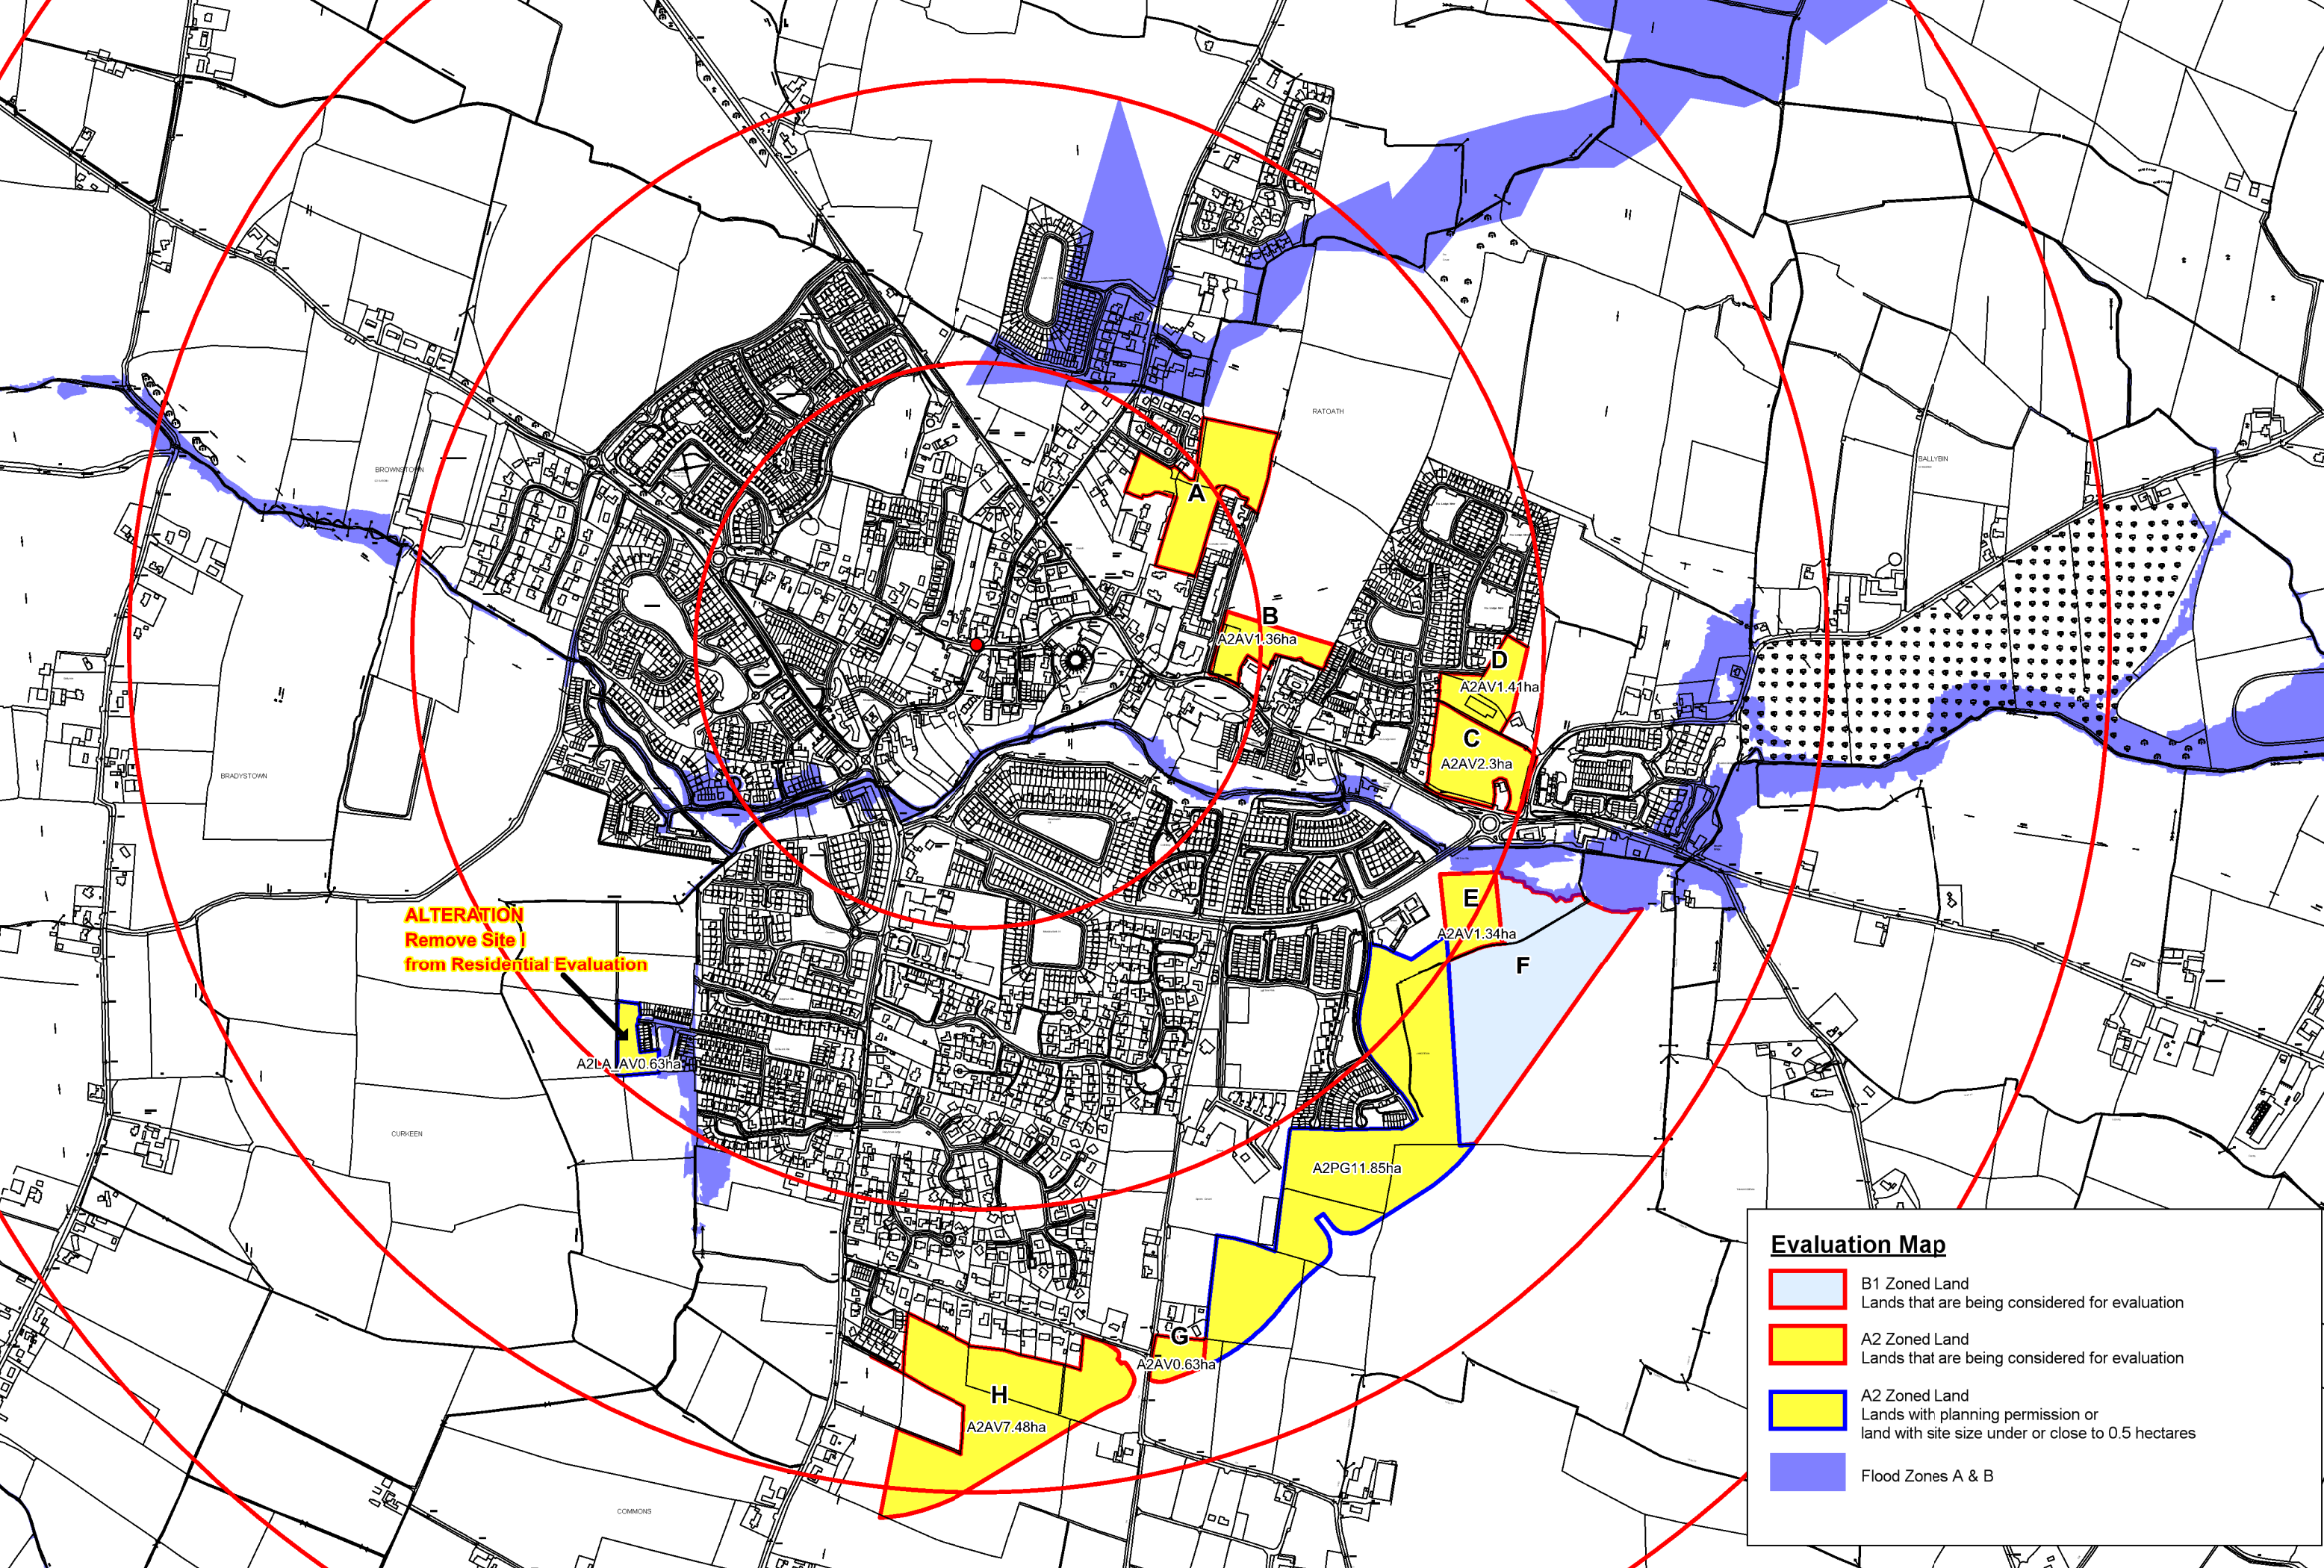 RATOATH
BROWNSTOWN
BALLYBIN
A
B
A2AV1.36ha
D
A2AV1.41ha
C
A2AV2.3ha
BRADYSTOWN
E
A2AV1.34ha
F
ALTERATION
Remove Site I
from Residential Evaluation
A2LA_AV0.63ha
CURKEEN
A2PG11.85ha
G
A2AV0.63ha
H
A2AV7.48ha
COMMONS
Evaluation Map
B1 Zoned Land
Lands that are being considered for evaluation
A2 Zoned Land
Lands that are being considered for evaluation
A2 Zoned Land
Lands with planning permission or
land with site size under or close to 0.5 hectares
Flood Zones A & B